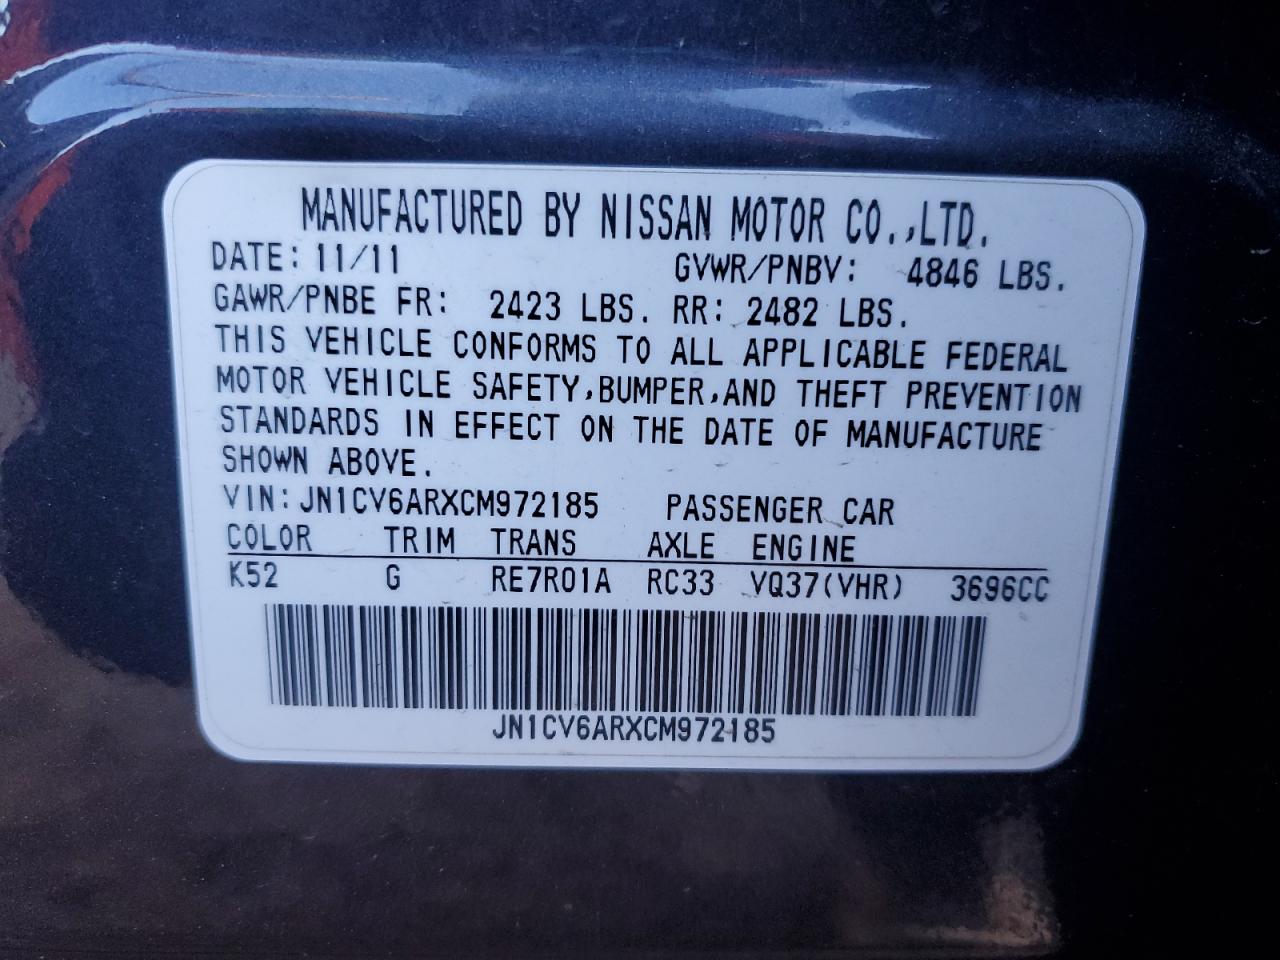 MANUFACTURED BY NISSAN MOTOR CO.,LTD.
DATE: 11/11 GVWR/PNBV: 4846 LBS.
GAWR/PNBE FR: 2423 LBS. RR: 2482 LBS.
THIS VEHICLE CONFORMS TO ALL APPLICABLE FEDERAL
MOTOR VEHICLE SAFETY,BUMPER,AND THEFT PREVENTION
STANDARDS IN EFFECT ON THE DATE OF MANUFACTURE
SHOWN ABOVE.
VIN: JN1CV6ARXCM972185 PASSENGER CAR
COLOR TRIM TRANS AXLE ENGINE
K52 G RE7R01A RC33 VQ37(VHR) 3696CC
JN1CV6ARXCM972185